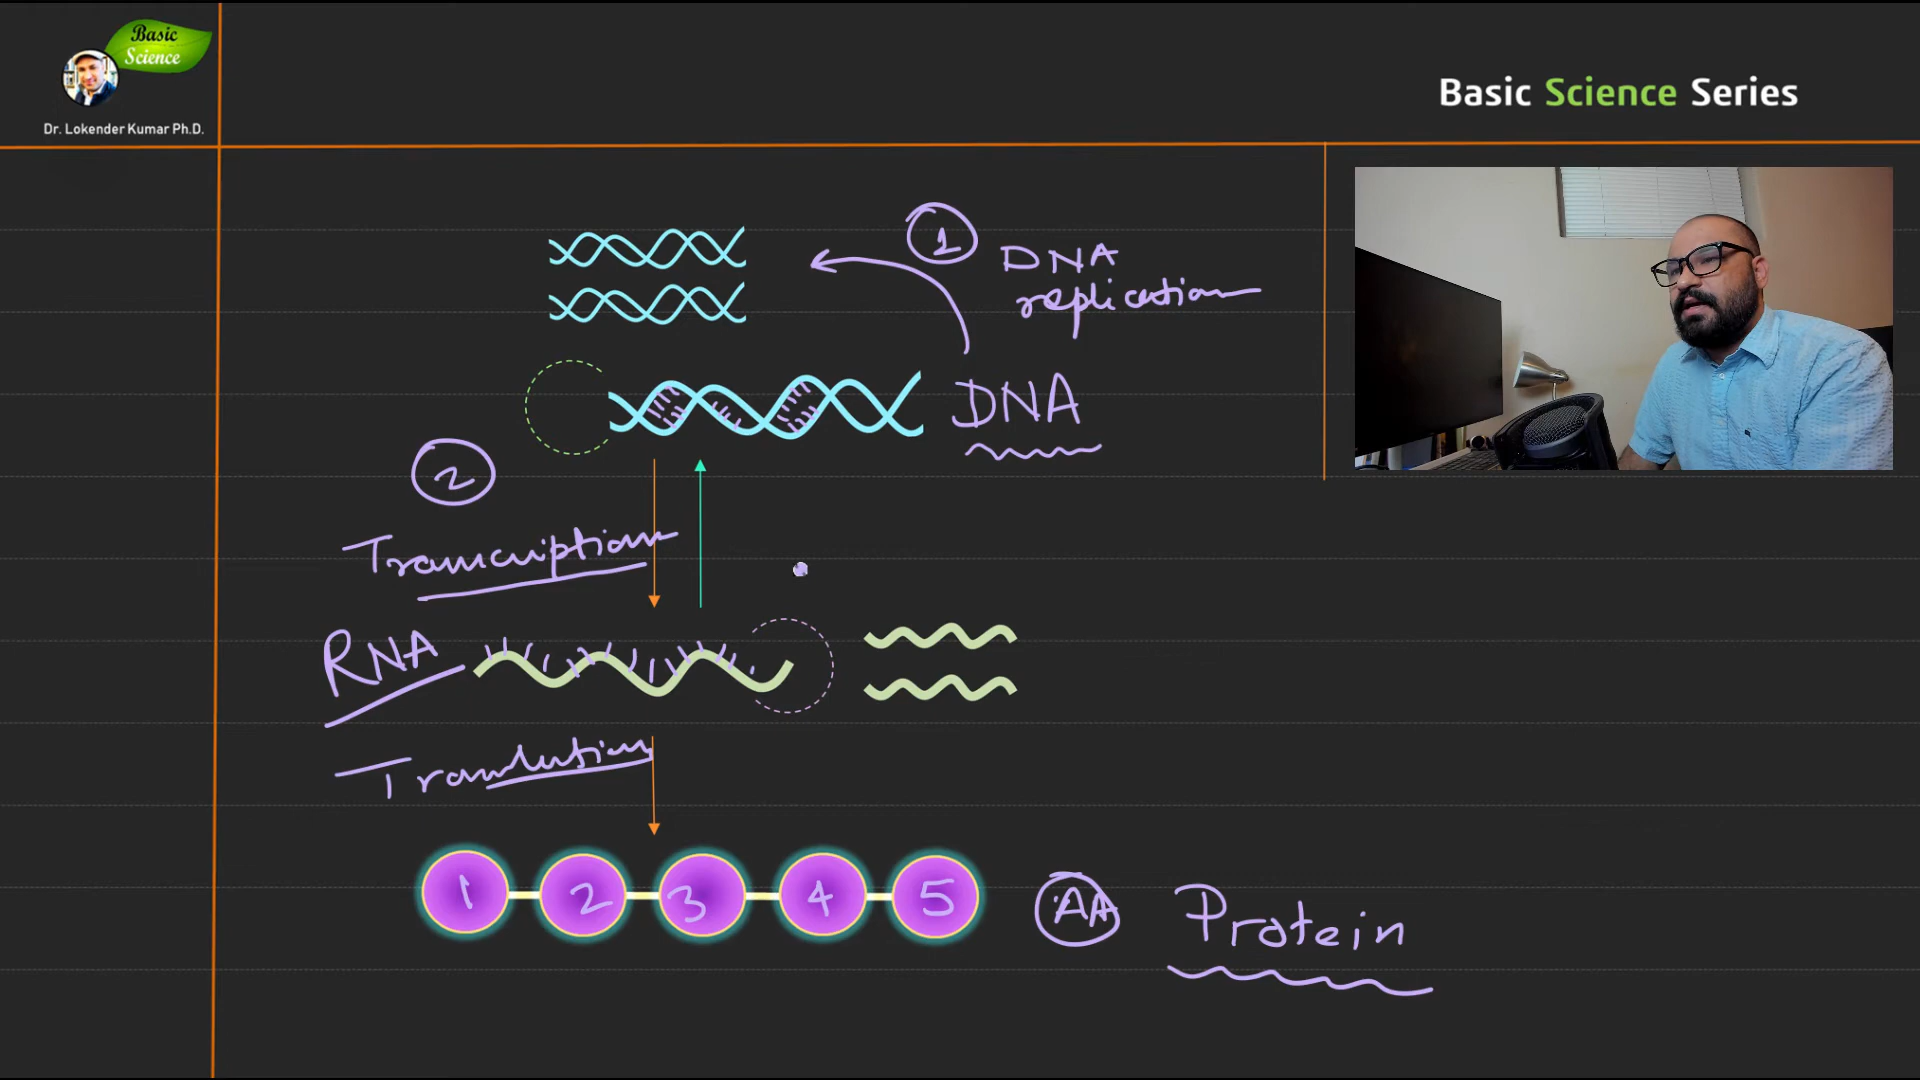 Basic
Science
Dr. Lokender Kumar Ph.D.
Basic Science Series
1
DNA
replication
DNA
2
Transcription
RNA
Translation
1 2 3 4 5
AA
Protein